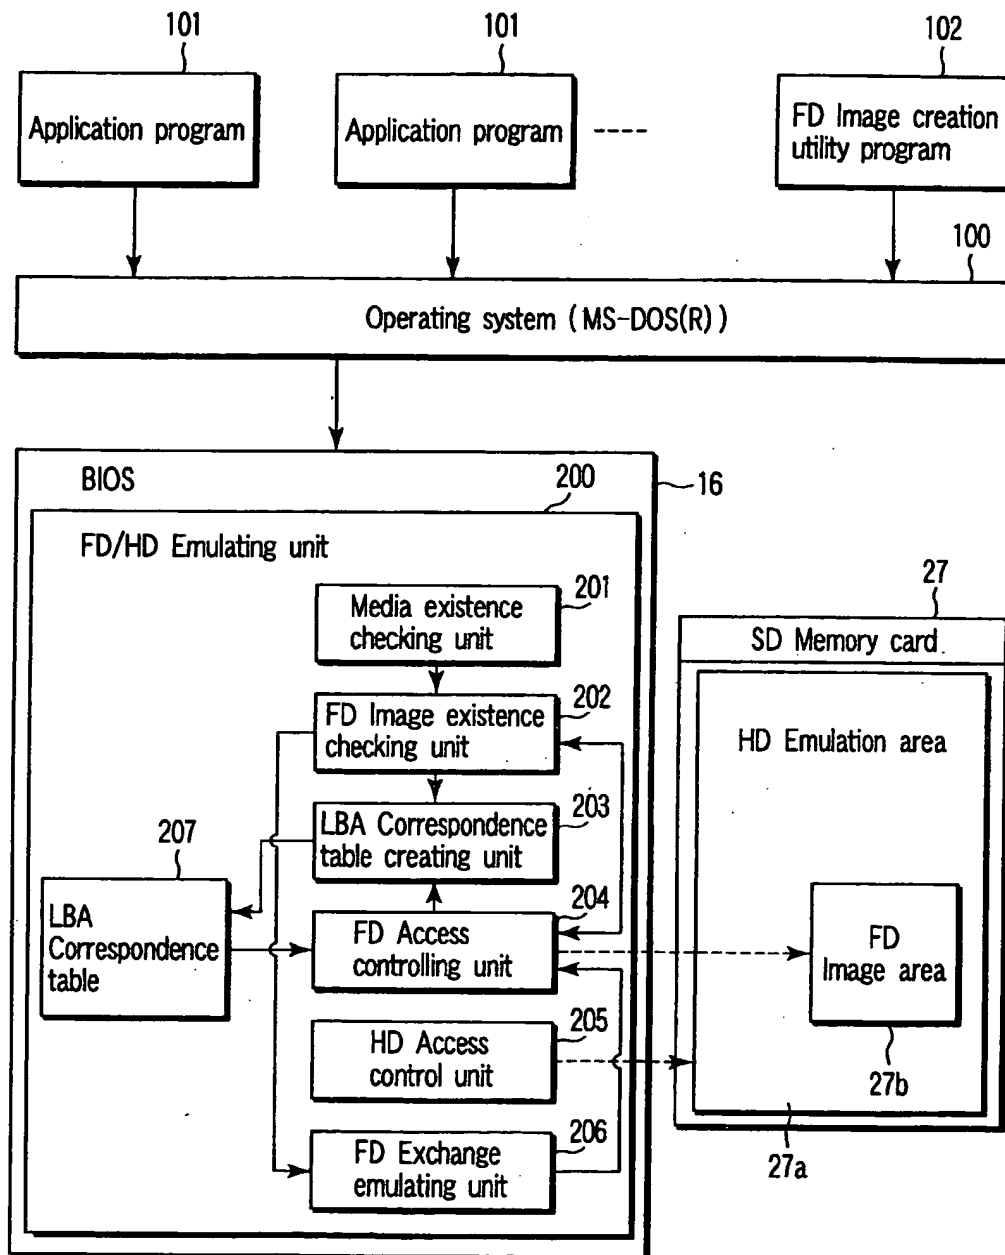 101
101
102
Application program
Application program
FD Image creation
utility program
100
Operating system (MS-DOS(R))
BIOS
200
16
FD/HD Emulating unit
201
Media existence
checking unit
27
SD Memory card
202
FD Image existence
checking unit
HD Emulation area
203
LBA Correspondence
table creating unit
207
LBA
Correspondence
table
204
FD Access
controlling unit
FD
Image area
205
HD Access
control unit
27b
206
FD Exchange
emulating unit
27a